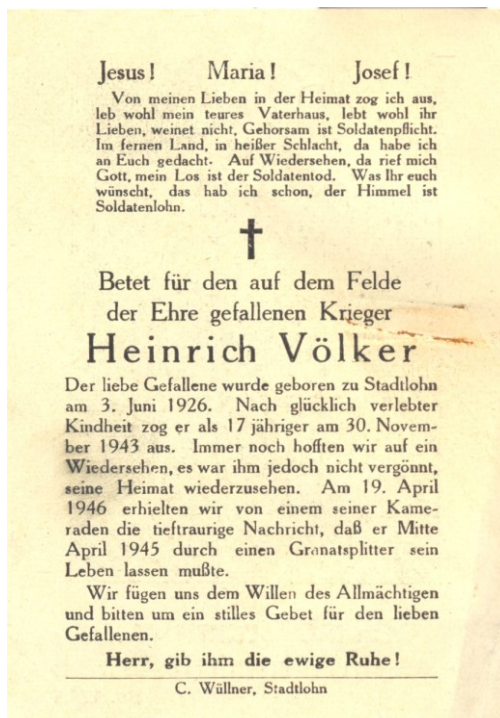 Jesus! Maria! Josef!
Von meinen Lieben in der Heimat zog ich aus,
leb wohl mein teures Vaterhaus, lebt wohl ihr
Lieben, weinet nicht, Gehorsam ist Soldatenpflicht.
Im fernen Land, in heißer Schlacht, da habe ich
an Euch gedacht. Auf Wiedersehen, da rief mich
Gott, mein Los ist der Soldatentod. Was Ihr euch
wünscht, das hab ich schon, der Himmel ist
Soldatenlohn.
Betet für den auf dem Felde
der Ehre gefallenen Krieger
Heinrich Völker
Der liebe Gefallene wurde geboren zu Stadtlohn
am 3. Juni 1926. Nach glücklich verlebter
Kindheit zog er als 17 jähriger am 30. Novem-
ber 1943 aus. Immer noch hofften wir auf ein
Wiedersehen, es war ihm jedoch nicht vergönnt,
seine Heimat wiederzusehen. Am 19. April
1946 erhielten wir von einem seiner Kame-
raden die tieftraurige Nachricht, daß er Mitte
April 1945 durch einen Granatsplitter sein
Leben lassen mußte.
Wir fügen uns dem Willen des Allmächtigen
und bitten um ein stilles Gebet für den lieben
Gefallenen.
Herr, gib ihm die ewige Ruhe!
C. Wüllner, Stadtlohn